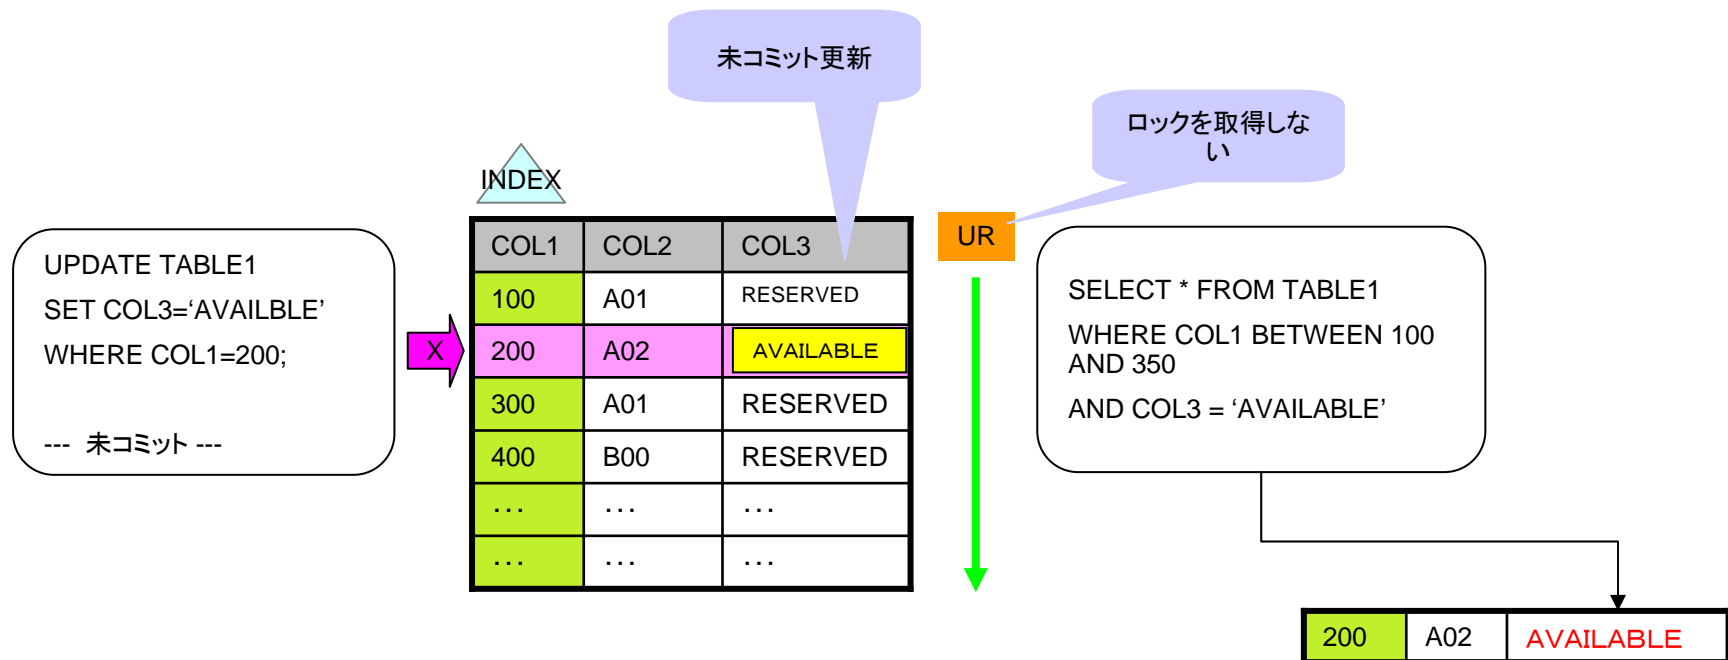 未コミット更新
ロックを取得しな
い
INDEX
UR
UPDATE TABLE1
SET COL3=‘AVAILBLE’
WHERE COL1=200;
--- 未コミット ---
X
COL1 COL2 COL3
100 A01 RESERVED
200 A02 AVAILABLE
300 A01 RESERVED
400 B00 RESERVED
… … …
… … …
SELECT * FROM TABLE1
WHERE COL1 BETWEEN 100
AND 350
AND COL3 = ‘AVAILABLE’
200 A02 AVAILABLE